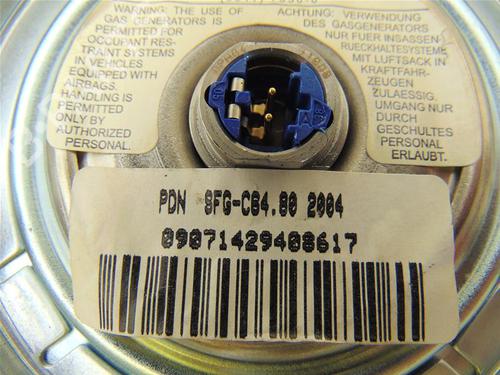 WARNING: THE USE OF
GAS GENERATORS IS
PERMITTED FOR
OCCUPANT RES-
TRAINT SYSTEMS
IN VEHICLES
EQUIPPED WITH
AIRBAGS.
HANDLING IS
PERMITTED
ONLY BY
AUTHORIZED
PERSONAL.
ACHTUNG: VERWENDUNG
DES GASGENERATORS
NUR FUER INSASSEN-
RUECKHALTESYSTEME
MIT LUFTSACK IN
KRAFTFAHR-
ZEUGEN
ZULAESSIG.
UMGANG NUR
DURCH
GESCHULTES
PERSONAL
ERLAUBT.
PDN SFG-C64.80 2004
09071429408617